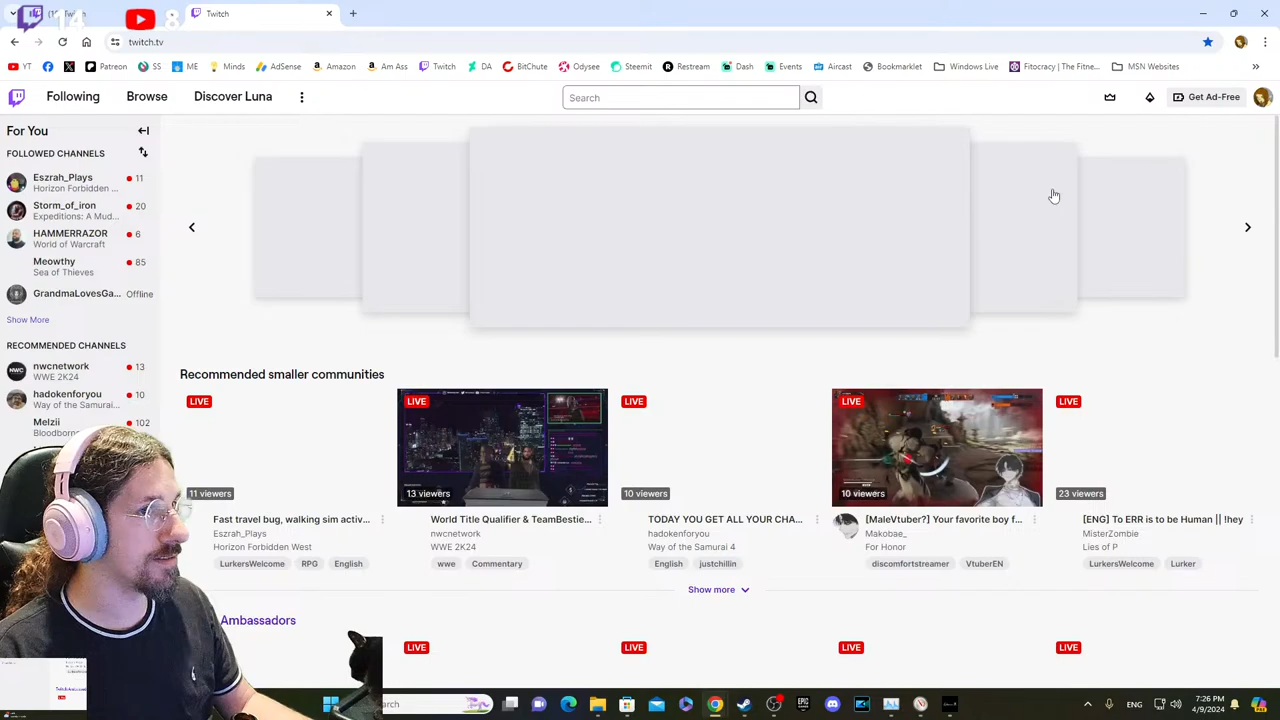 14
8
Twitch
Twitch
twitch.tv
YT
Patreon
SS
ME
Minds
AdSense
Amazon
Am Ass
Twitch
DA
BitChute
Odysee
Steemit
Restream
Dash
Events
Aircast
Bookmarklet
Windows Live
Fitocracy | The Fitne...
MSN Websites
Following
Browse
Discover Luna
Search
Get Ad-Free
For You
FOLLOWED CHANNELS
Eszrah_Plays
11
Horizon Forbidden ...
Storm_of_iron
20
Expeditions: A Mud...
HAMMERRAZOR
6
World of Warcraft
Meowthy
85
Sea of Thieves
GrandmaLovesGa...
Offline
Show More
RECOMMENDED CHANNELS
nwcnetwork
13
WWE 2K24
hadokenforyou
10
Way of the Samurai...
Melzii
102
Bloodborne
Recommended smaller communities
LIVE
LIVE
LIVE
LIVE
LIVE
11 viewers
13 viewers
10 viewers
10 viewers
23 viewers
Fast travel bug, walking sim activ...
Eszrah_Plays
Horizon Forbidden West
LurkersWelcome
RPG
English
World Title Qualifier & TeamBestie...
nwcnetwork
WWE 2K24
wwe
Commentary
TODAY YOU GET ALL YOUR CHA...
hadokenforyou
Way of the Samurai 4
English
justchillin
[MaleVtuber?] Your favorite boy f...
Makobae_
For Honor
discomfortstreamer
VtuberEN
[ENG] To ERR is to be Human || !hey
MisterZombie
Lies of P
LurkersWelcome
Lurker
Show more
Ambassadors
LIVE
LIVE
LIVE
LIVE
ENG
7:26 PM
4/9/2024